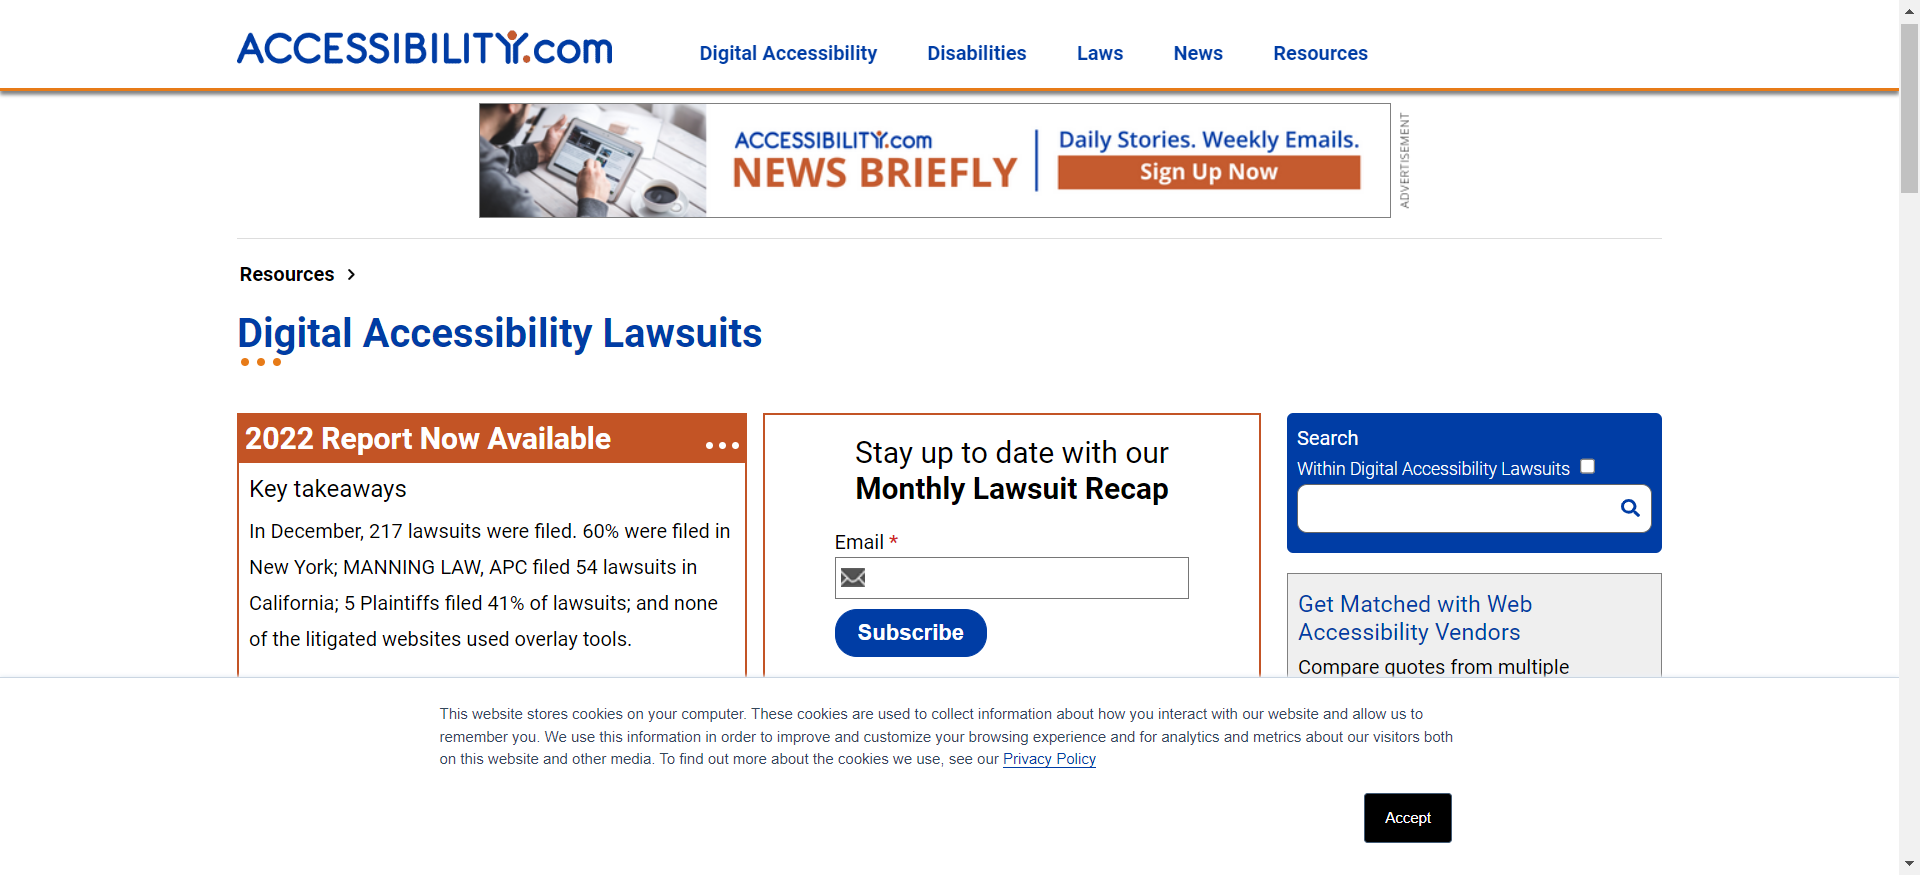 ACCESSIBILITY.com
Digital Accessibility
Disabilities
Laws
News
Resources
ACCESSIBILITY.com
NEWS BRIEFLY
Daily Stories. Weekly Emails.
Sign Up Now
ADVERTISEMENT
Resources
Digital Accessibility Lawsuits
2022 Report Now Available
Key takeaways
In December, 217 lawsuits were filed. 60% were filed in
New York; MANNING LAW, APC filed 54 lawsuits in
California; 5 Plaintiffs filed 41% of lawsuits; and none
of the litigated websites used overlay tools.
Stay up to date with our
Monthly Lawsuit Recap
Email *
Subscribe
Search
Within Digital Accessibility Lawsuits
Get Matched with Web
Accessibility Vendors
Compare quotes from multiple
This website stores cookies on your computer. These cookies are used to collect information about how you interact with our website and allow us to
remember you. We use this information in order to improve and customize your browsing experience and for analytics and metrics about our visitors both
on this website and other media. To find out more about the cookies we use, see our Privacy Policy
Accept